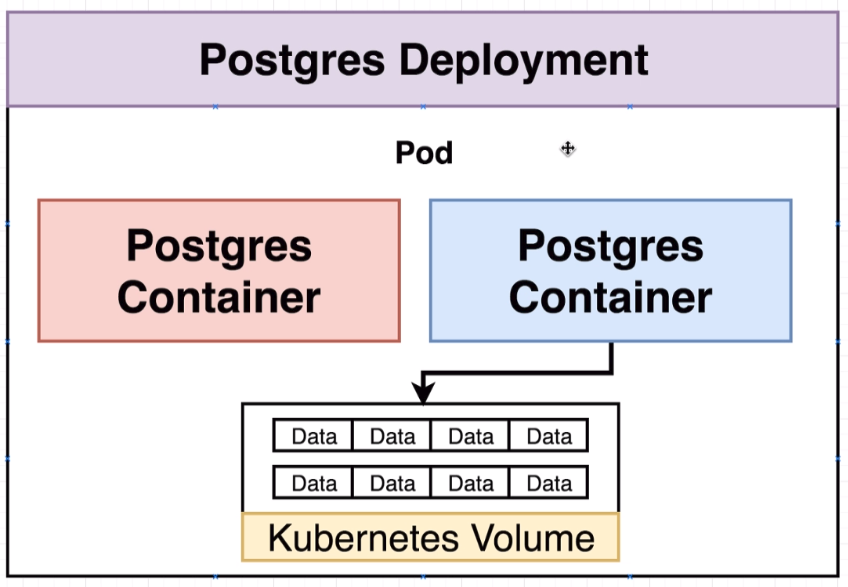 Postgres Deployment
Pod
Postgres
Container
Postgres
Container
Data Data Data Data
Data Data Data Data
Kubernetes Volume